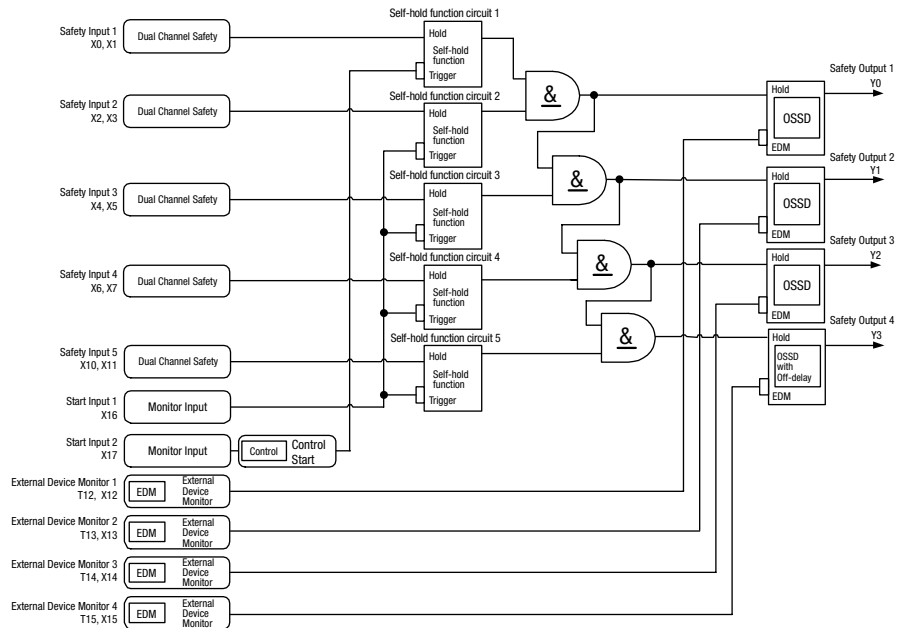 Self-hold function circuit 1
Safety Input 1
X0, X1
Dual Channel Safety
Hold
Self-hold
function
Trigger
Safety Output 1
Y0
Hold
OSSD
EDM
&
Self-hold function circuit 2
Safety Input 2
X2, X3
Dual Channel Safety
Hold
Self-hold
function
Trigger
Safety Output 2
Y1
Hold
OSSD
EDM
&
Self-hold function circuit 3
Safety Input 3
X4, X5
Dual Channel Safety
Hold
Self-hold
function
Trigger
Safety Output 3
Y2
Hold
OSSD
EDM
&
Self-hold function circuit 4
Safety Input 4
X6, X7
Dual Channel Safety
Hold
Self-hold
function
Trigger
Safety Output 4
Y3
Hold
OSSD
with
Off-delay
EDM
&
Self-hold function circuit 5
Safety Input 5
X10, X11
Dual Channel Safety
Hold
Self-hold
function
Trigger
Start Input 1
X16
Monitor Input
Start Input 2
X17
Monitor Input
Control
Control
Start
External Device Monitor 1
T12, X12
EDM
External
Device
Monitor
External Device Monitor 2
T13, X13
EDM
External
Device
Monitor
External Device Monitor 3
T14, X14
EDM
External
Device
Monitor
External Device Monitor 4
T15, X15
EDM
External
Device
Monitor